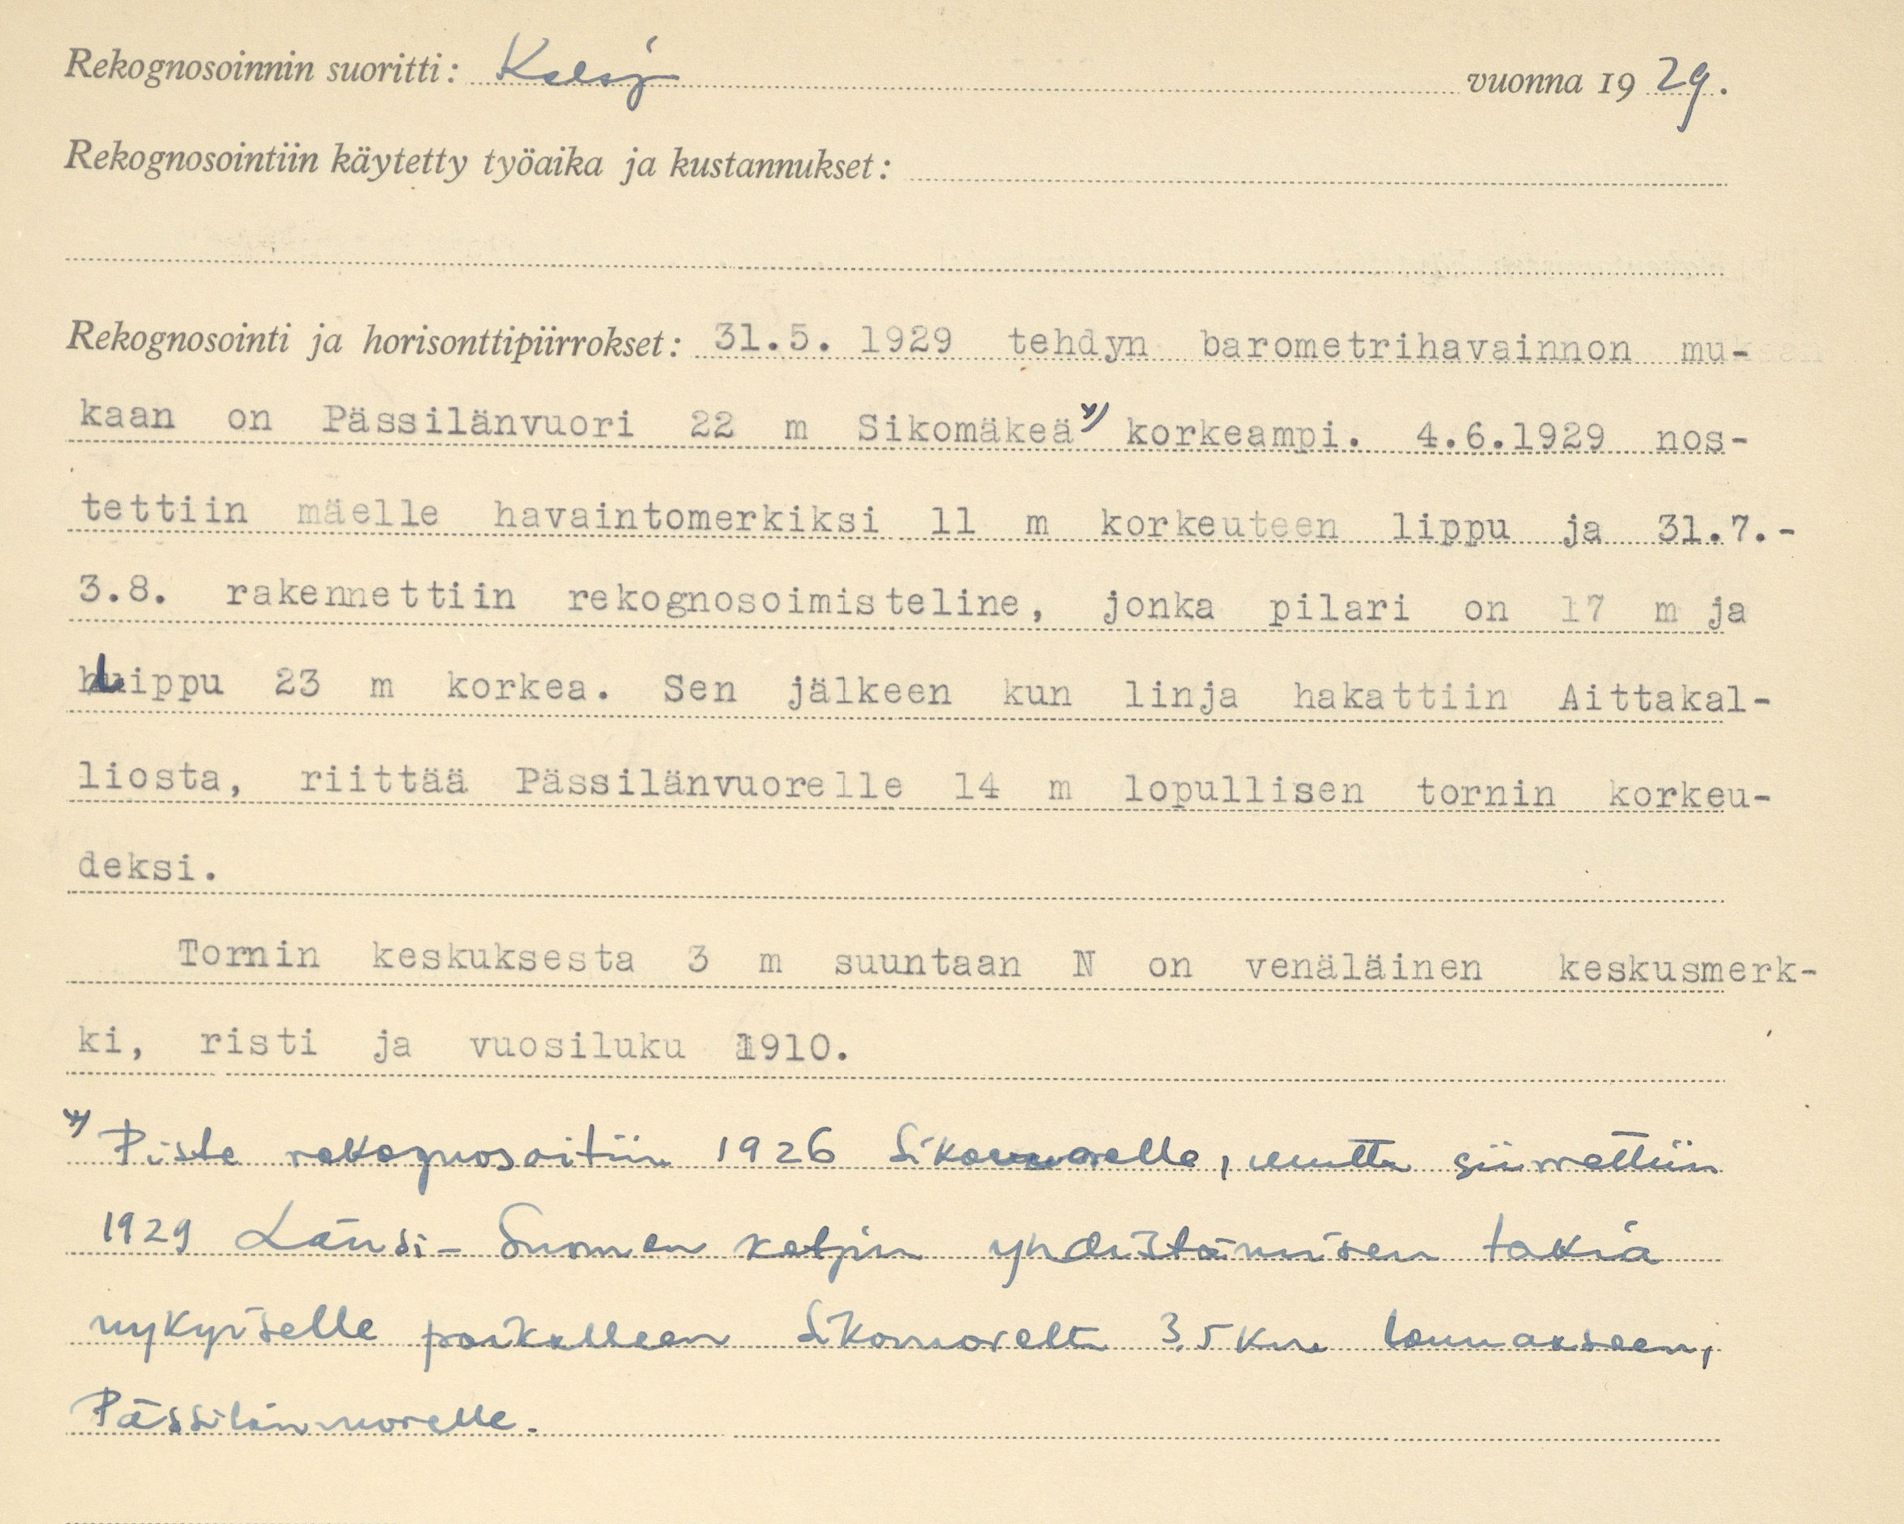 Rekognosoinnin suoritti: vuonna 1929.
Rekognosointiin käytetty työaika ja kustannukset:
Rekognosointi ja horisonttipiirrokset: 31.5. 1929 tehdyn barometrihavainnon mu-
kaan on Pässilänvuori 22 m Sikomäkeä x) korkeampi. 4.6.1929 nos-
tettiin mäelle havaintomerkiksi 11 m korkeuteen lippu ja 31.7.-
3.8. rakennettiin rekognosoimisteline, jonka pilari on 17 m ja
huippu 23 m korkea. Sen jälkeen kun linja hakattiin Aittakal-
liosta, riittää Pässilänvuorelle 14 m lopullisen tornin korkeu-
deksi.
Tornin keskuksesta 3 m suuntaan N on venäläinen keskusmerk-
ki, risti ja vuosiluku 1910.
x) Piste rekognosoitiin 1926 Sikovuorelle, mutta siirrettiin
1929 Länsi-Suomen ketjun yhdistämisen takia
nykyiselle paikalleen Sikovuorelta 3.5 km lounaaseen,
Pässilänvuorelle.